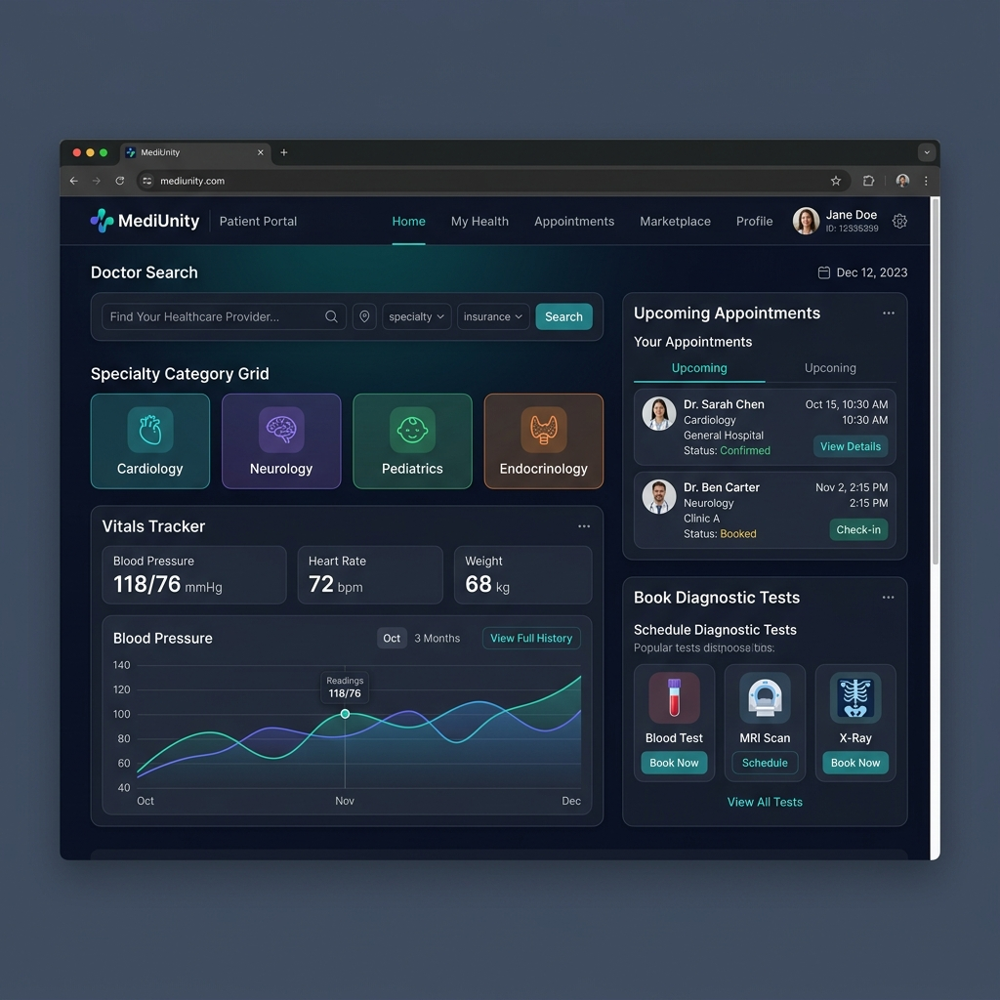 MediUnity
mediunity.com
MediUnity
Patient Portal
Home
My Health
Appointments
Marketplace
Profile
Jane Doe
ID: 12335399
Doctor Search
Dec 12, 2023
Find Your Healthcare Provider...
specialty
insurance
Search
Specialty Category Grid
Cardiology
Neurology
Pediatrics
Endocrinology
Vitals Tracker
Blood Pressure
118/76 mmHg
Heart Rate
72 bpm
Weight
68 kg
Blood Pressure
Oct
3 Months
View Full History
140
120
100
80
60
40
Readings
118/76
Oct
Nov
Dec
Upcoming Appointments
Your Appointments
Upcoming
Upconing
Dr. Sarah Chen
Cardiology
General Hospital
Status: Confirmed
Oct 15, 10:30 AM
10:30 AM
View Details
Dr. Ben Carter
Neurology
Clinic A
Status: Booked
Nov 2, 2:15 PM
2:15 PM
Check-in
Book Diagnostic Tests
Schedule Diagnostic Tests
Popular tests
Blood Test
Book Now
MRI Scan
Schedule
X-Ray
Book Now
View All Tests